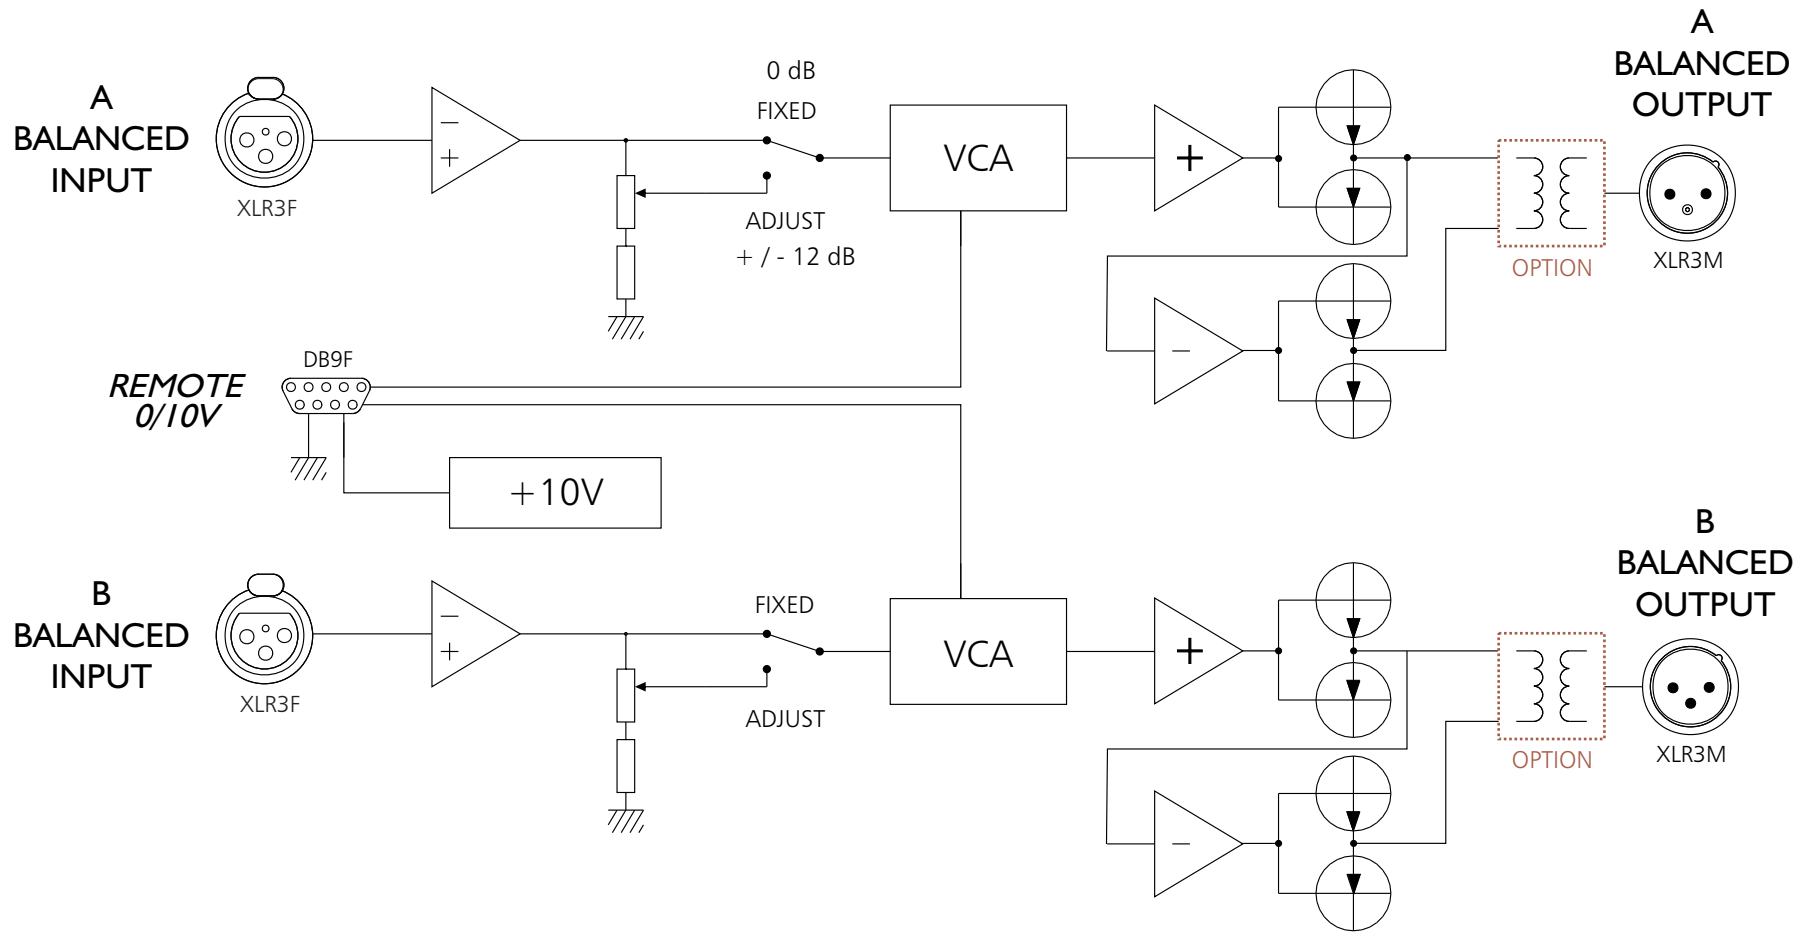 A
BALANCED
INPUT
XLR3F
−
+
0 dB
FIXED
ADJUST
+ / - 12 dB
VCA
+
−
A
BALANCED
OUTPUT
OPTION
XLR3M
REMOTE
0/10V
DB9F
+10V
B
BALANCED
INPUT
XLR3F
−
+
FIXED
ADJUST
VCA
+
−
B
BALANCED
OUTPUT
OPTION
XLR3M